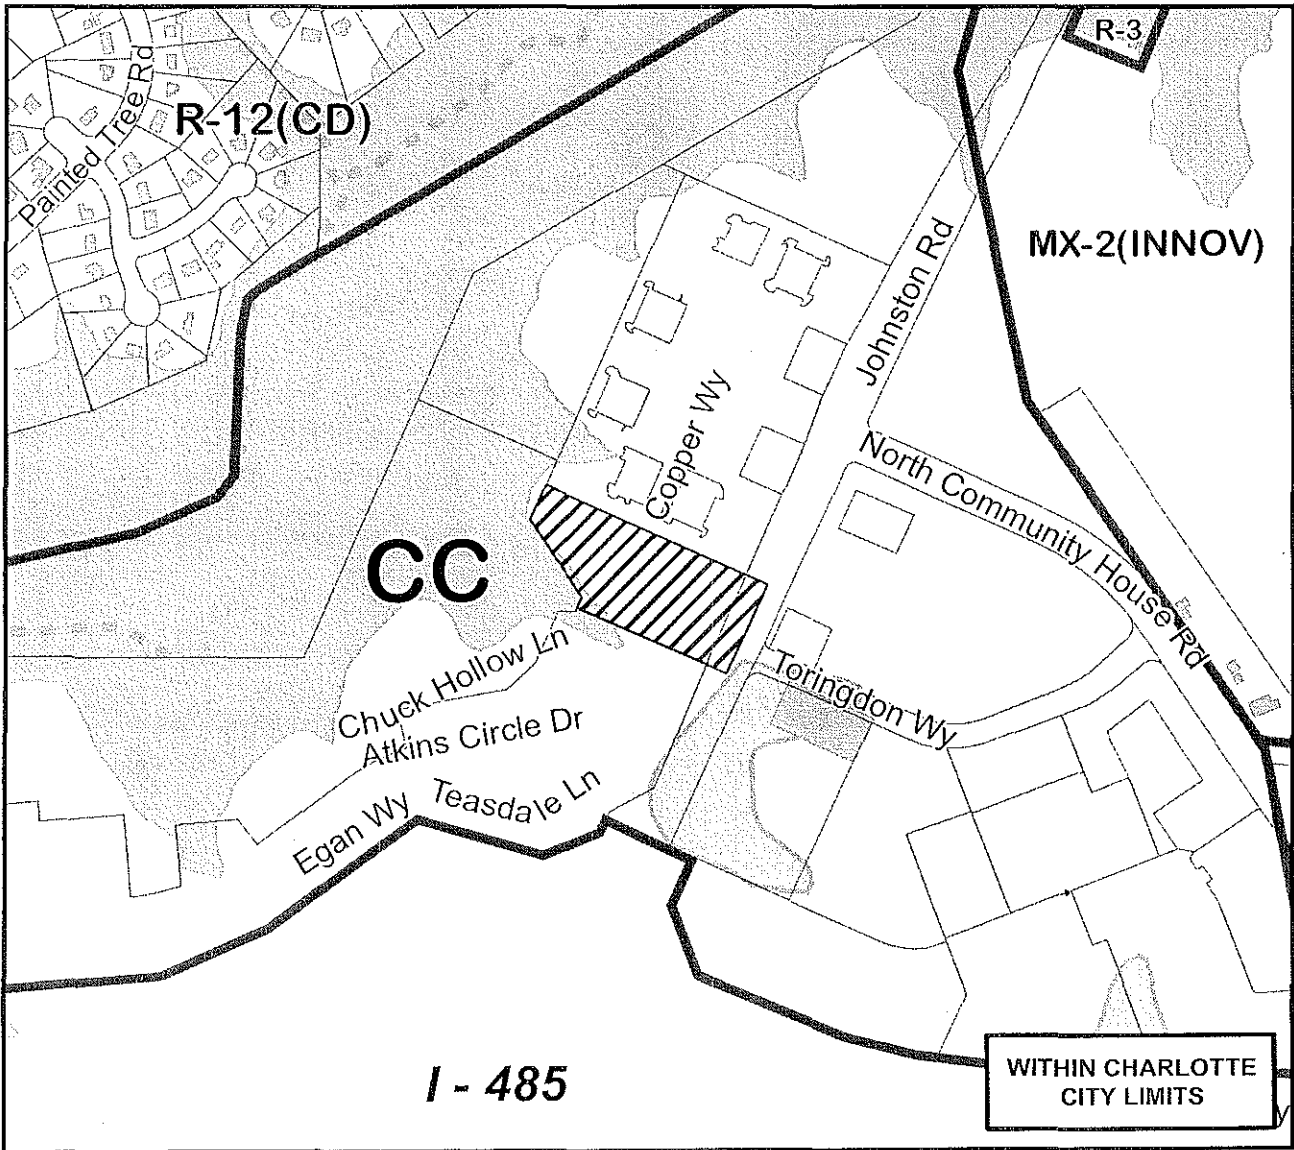 R-3
R-12(CD)
Painted Tree Rd
MX-2(INNOV)
Johnston Rd
Copper Wy
North Community House Rd
CC
Chuck Hollow Ln
Toringdon Wy
Atkins Circle Dr
Teasdale Ln
Egan Wy
I - 485
WITHIN CHARLOTTE
CITY LIMITS